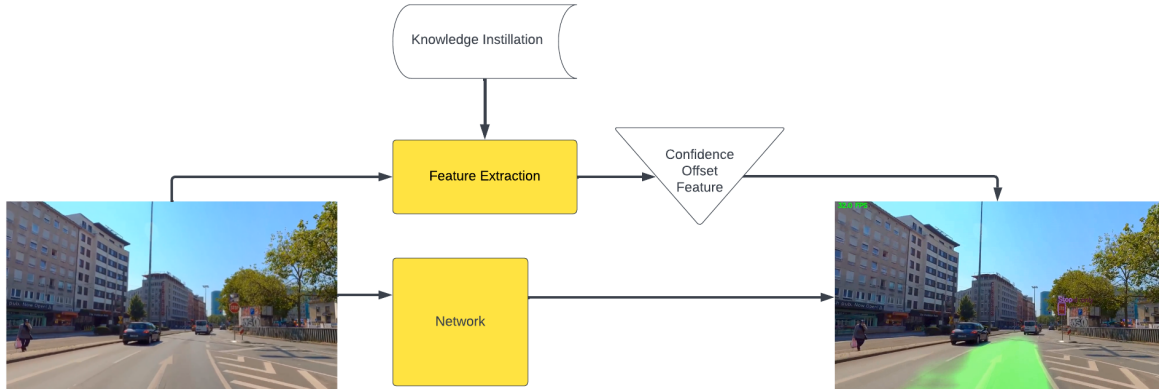 Knowledge Instillation
Feature Extraction
Confidence
Offset
Feature
Network